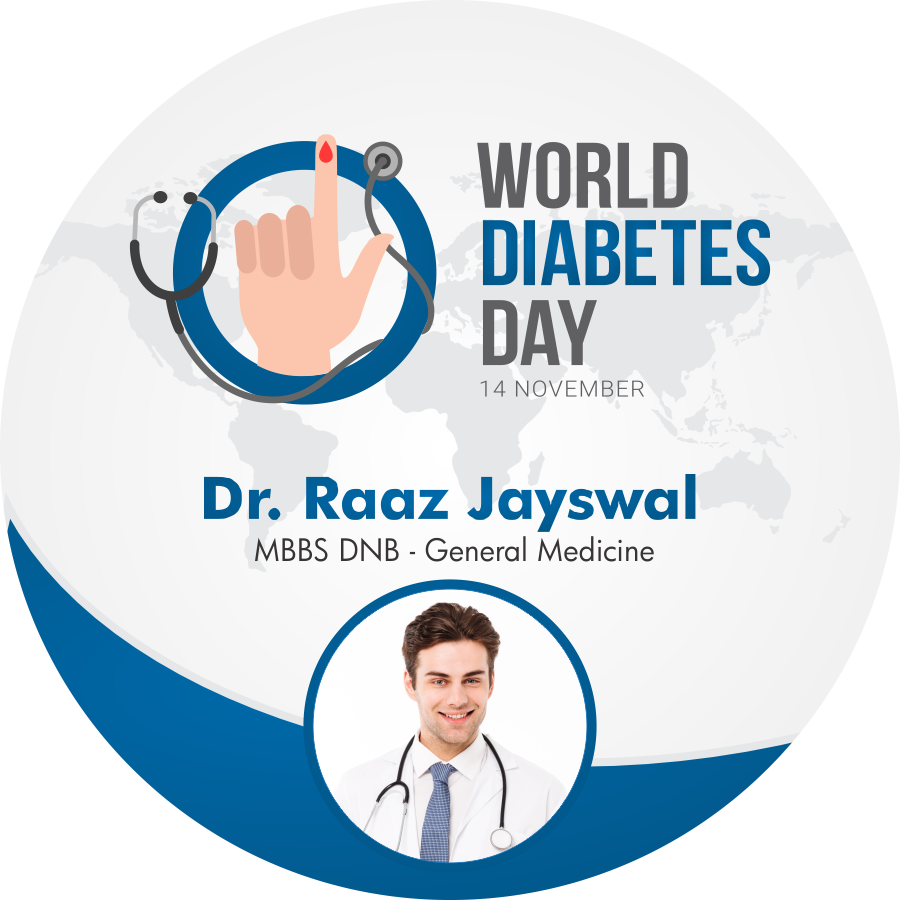 WORLD
DIABETES
DAY
14 NOVEMBER
Dr. Raaz Jayswal
MBBS DNB - General Medicine